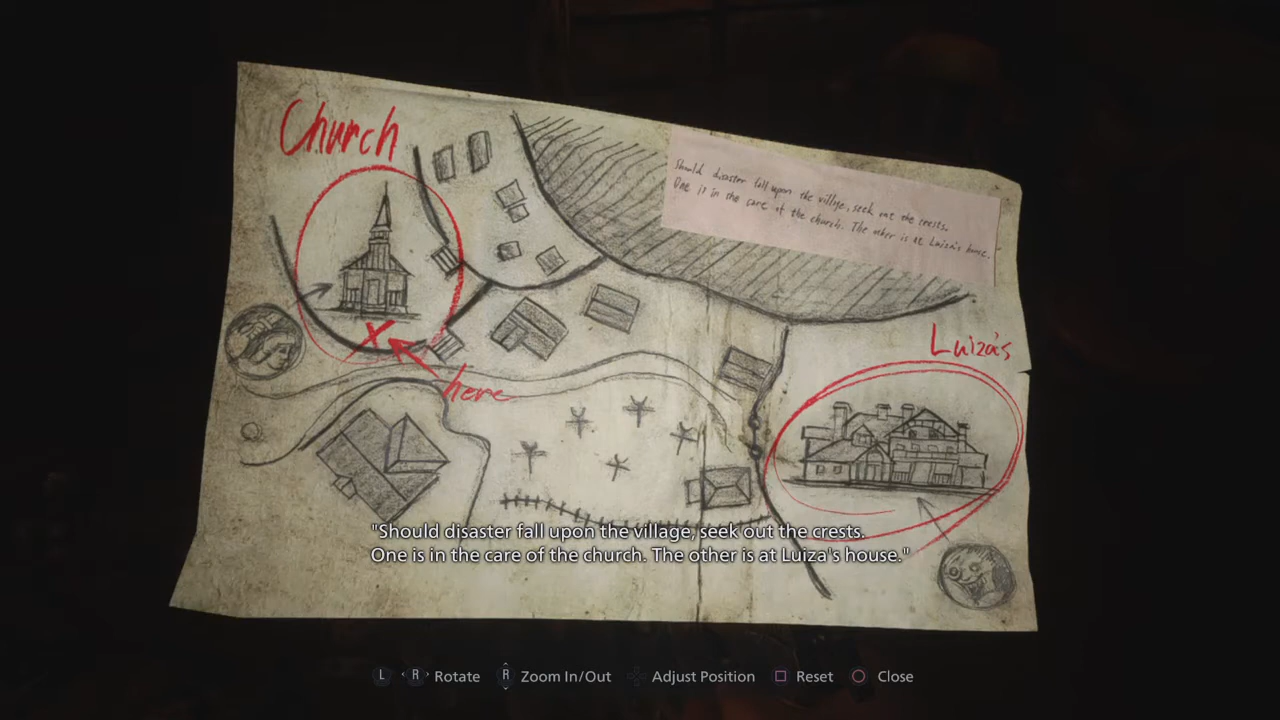 Church
Should disaster fall upon the village, seek out the crests.
One is in the care of the church. The other is at Luiza's house.
Luiza's
here
"Should disaster fall upon the village, seek out the crests.
One is in the care of the church. The other is at Luiza's house."
L R Rotate R Zoom In/Out Adjust Position Reset Close